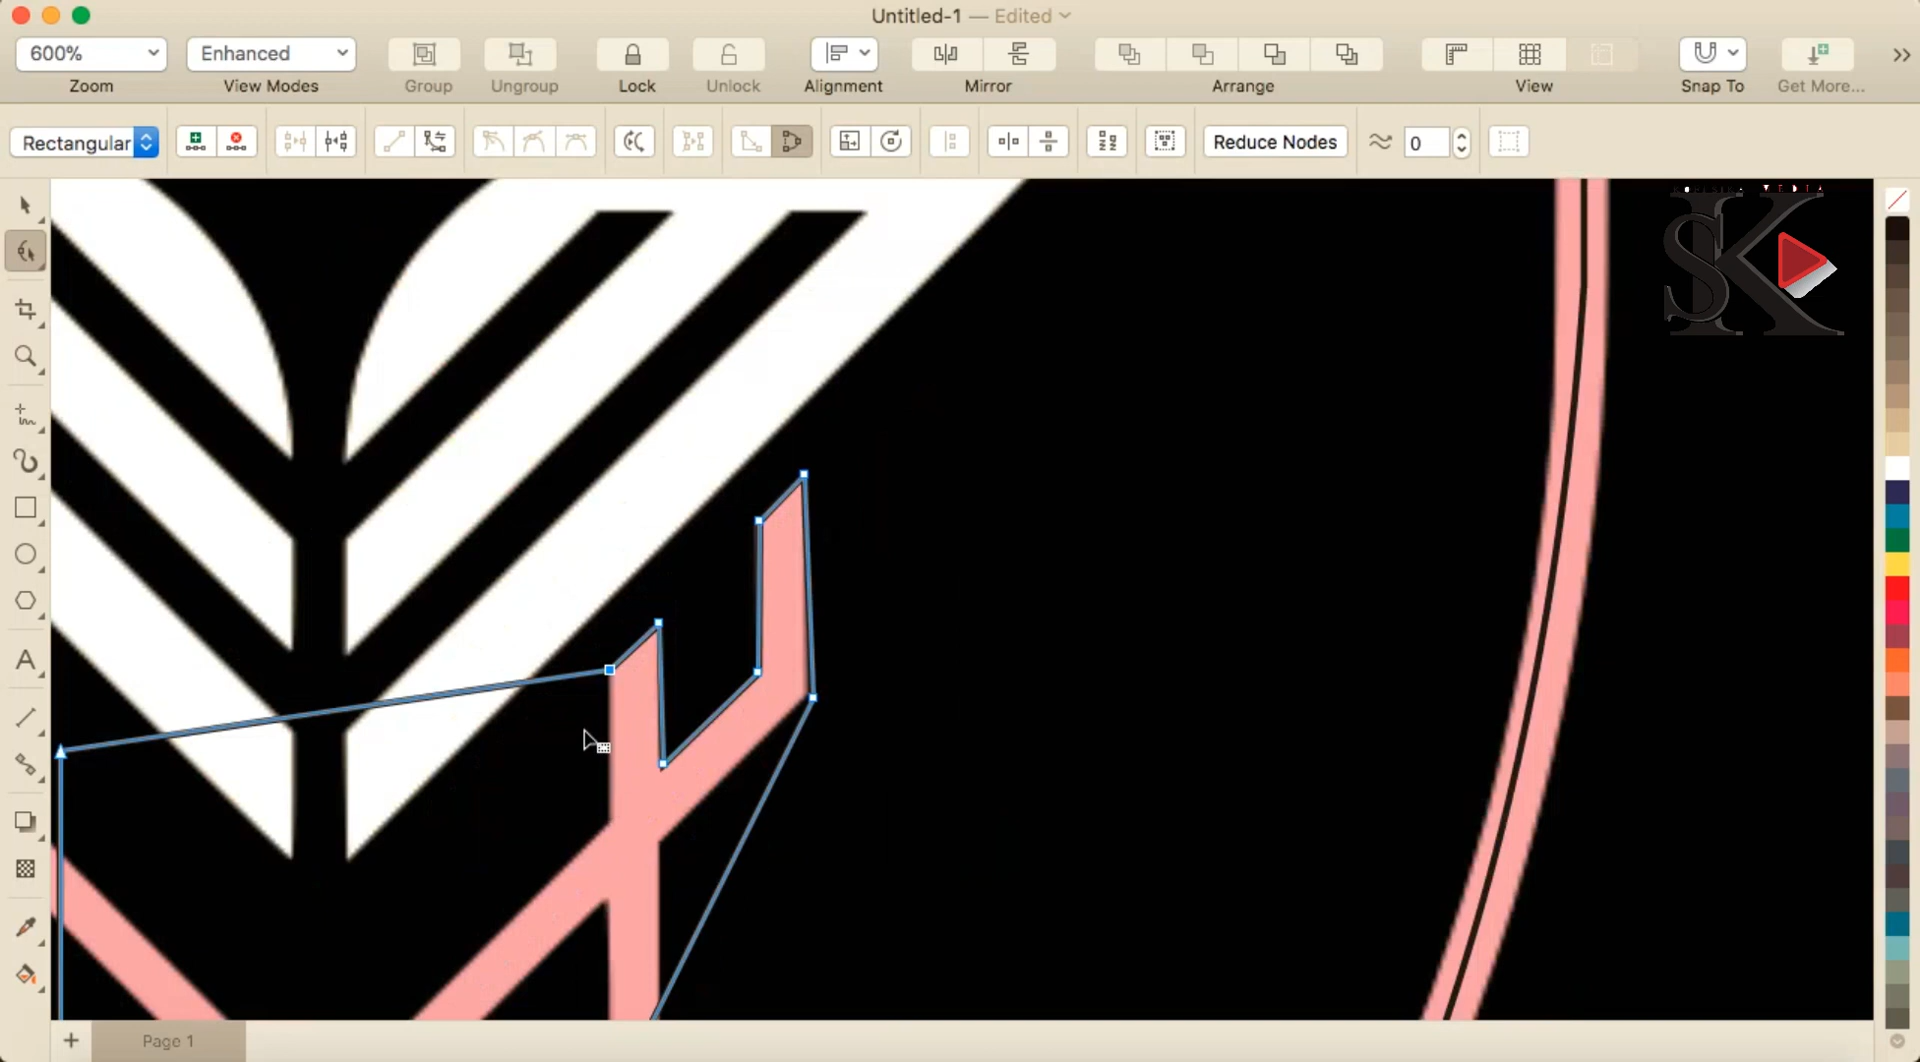 Untitled-1 — Edited
600%
Enhanced
Zoom
View Modes
Group
Ungroup
Lock
Unlock
Alignment
Mirror
Arrange
View
Snap To
Get More...
Rectangular
Reduce Nodes
0
SK
A
Page 1